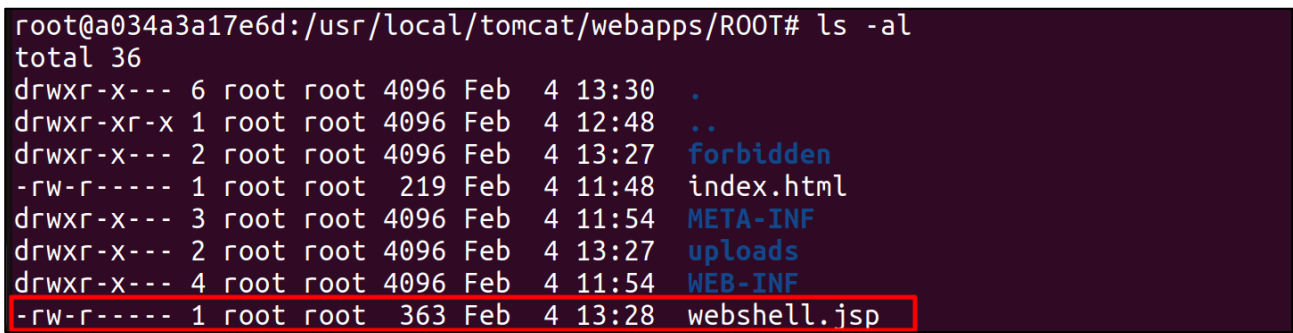 root@a034a3a17e6d:/usr/local/tomcat/webapps/ROOT# ls -al
total 36
drwxr-x--- 6 root root 4096 Feb  4 13:30  .
drwxr-xr-x 1 root root 4096 Feb  4 12:48  ..
drwxr-x--- 2 root root 4096 Feb  4 13:27  forbidden
-rw-r----- 1 root root  219 Feb  4 11:48  index.html
drwxr-x--- 3 root root 4096 Feb  4 11:54  META-INF
drwxr-x--- 2 root root 4096 Feb  4 13:27  uploads
drwxr-x--- 4 root root 4096 Feb  4 11:54  WEB-INF
-rw-r----- 1 root root  363 Feb  4 13:28  webshell.jsp